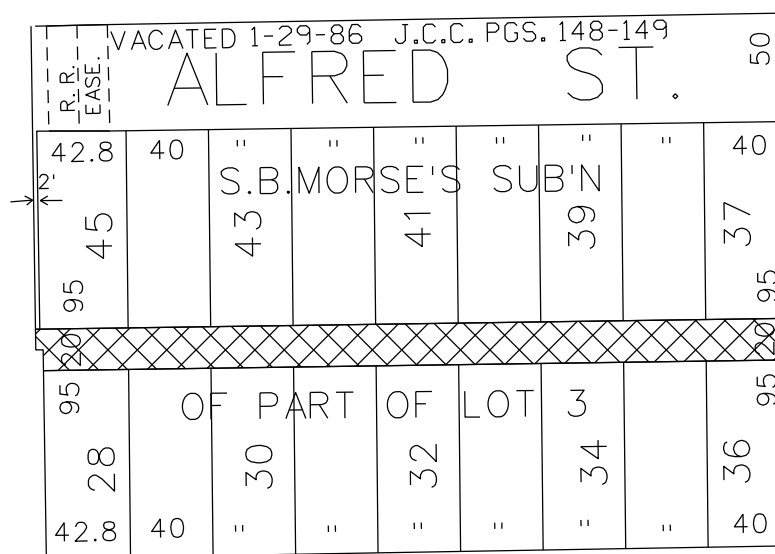 VACATED 1-29-86 J.C.C. PGS. 148-149
R. R. EASE.
ALFRED ST.
50
42.8 40 " " " " " " 40
S.B.MORSE'S SUB'N
2'
45 43 41 39 37
95 95
20 20
95 95
OF PART OF LOT 3
28 30 32 34 36
42.8 40 " " " " " " 40